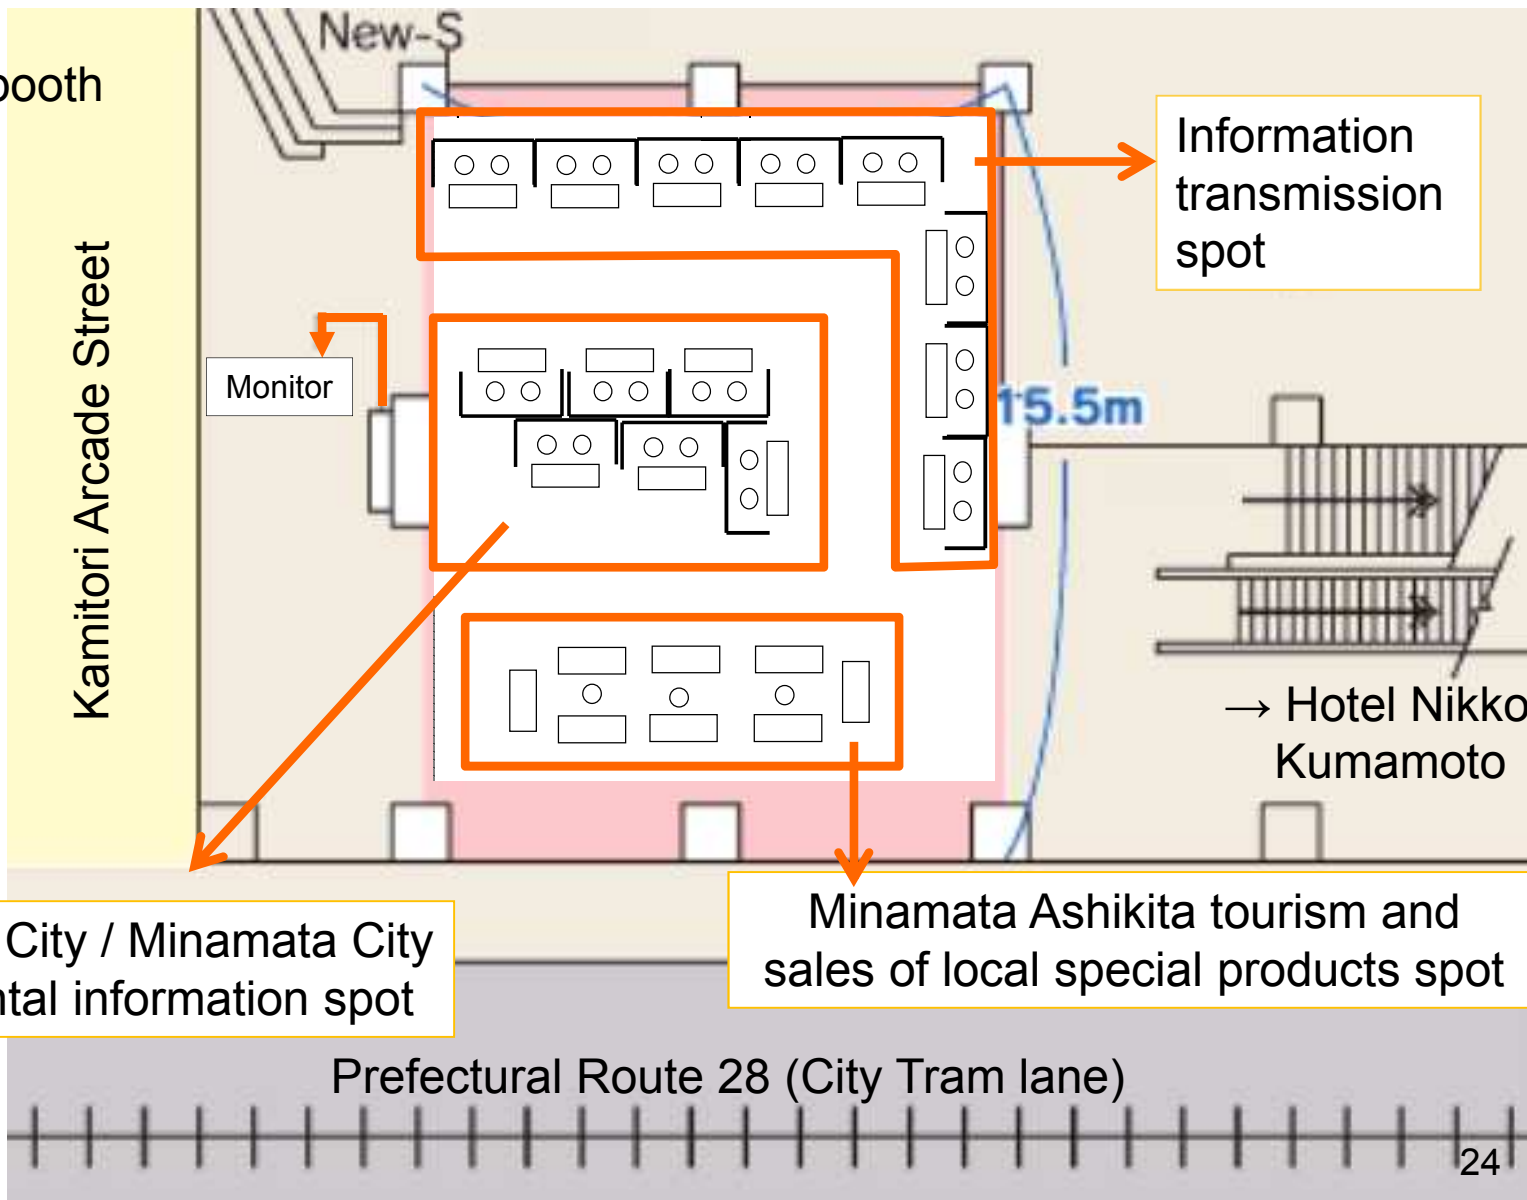 New-S
booth
Information
transmission
spot
Kamitori Arcade Street
Monitor
15.5m
→ Hotel Nikko
Kumamoto
City / Minamata City
ntal information spot
Minamata Ashikita tourism and
sales of local special products spot
Prefectural Route 28 (City Tram lane)
24